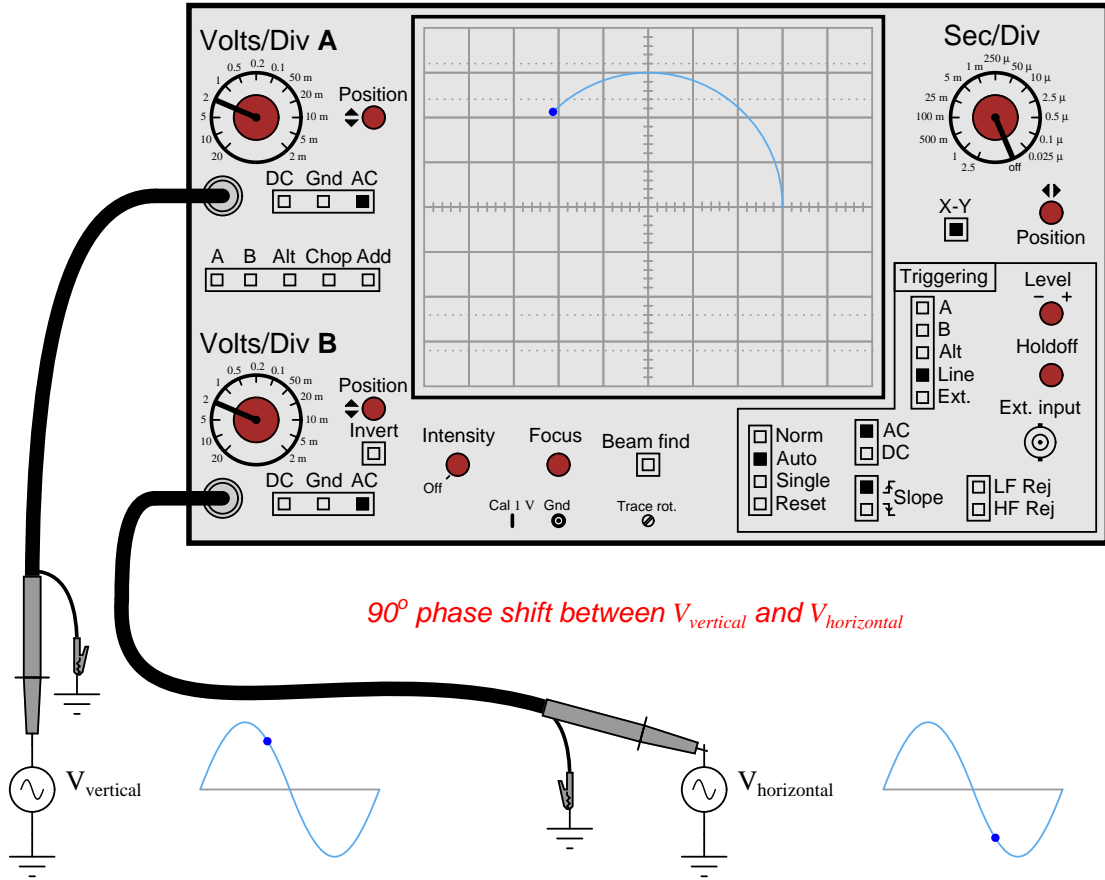 Volts/Div A
0.5 0.2 0.1
1 50 m
2 20 m
5 10 m
10 5 m
20 2 m
Position
DC Gnd AC
A B Alt Chop Add
Volts/Div B
0.5 0.2 0.1
1 50 m
2 20 m
5 10 m
10 5 m
20 2 m
Position
Invert
DC Gnd AC
Intensity
Off
Focus
Beam find
Cal 1 V Gnd
Trace rot.
Sec/Div
250 µ
1 m 50 µ
5 m 10 µ
25 m 2.5 µ
100 m 0.5 µ
500 m 0.1 µ
1 0.025 µ
2.5 off
X-Y
Position
Triggering
A
B
Alt
Line
Ext.
Level
− +
Holdoff
Ext. input
Norm
Auto
Single
Reset
AC
DC
Slope
LF Rej
HF Rej
90° phase shift between Vvertical and Vhorizontal
Vvertical
Vhorizontal